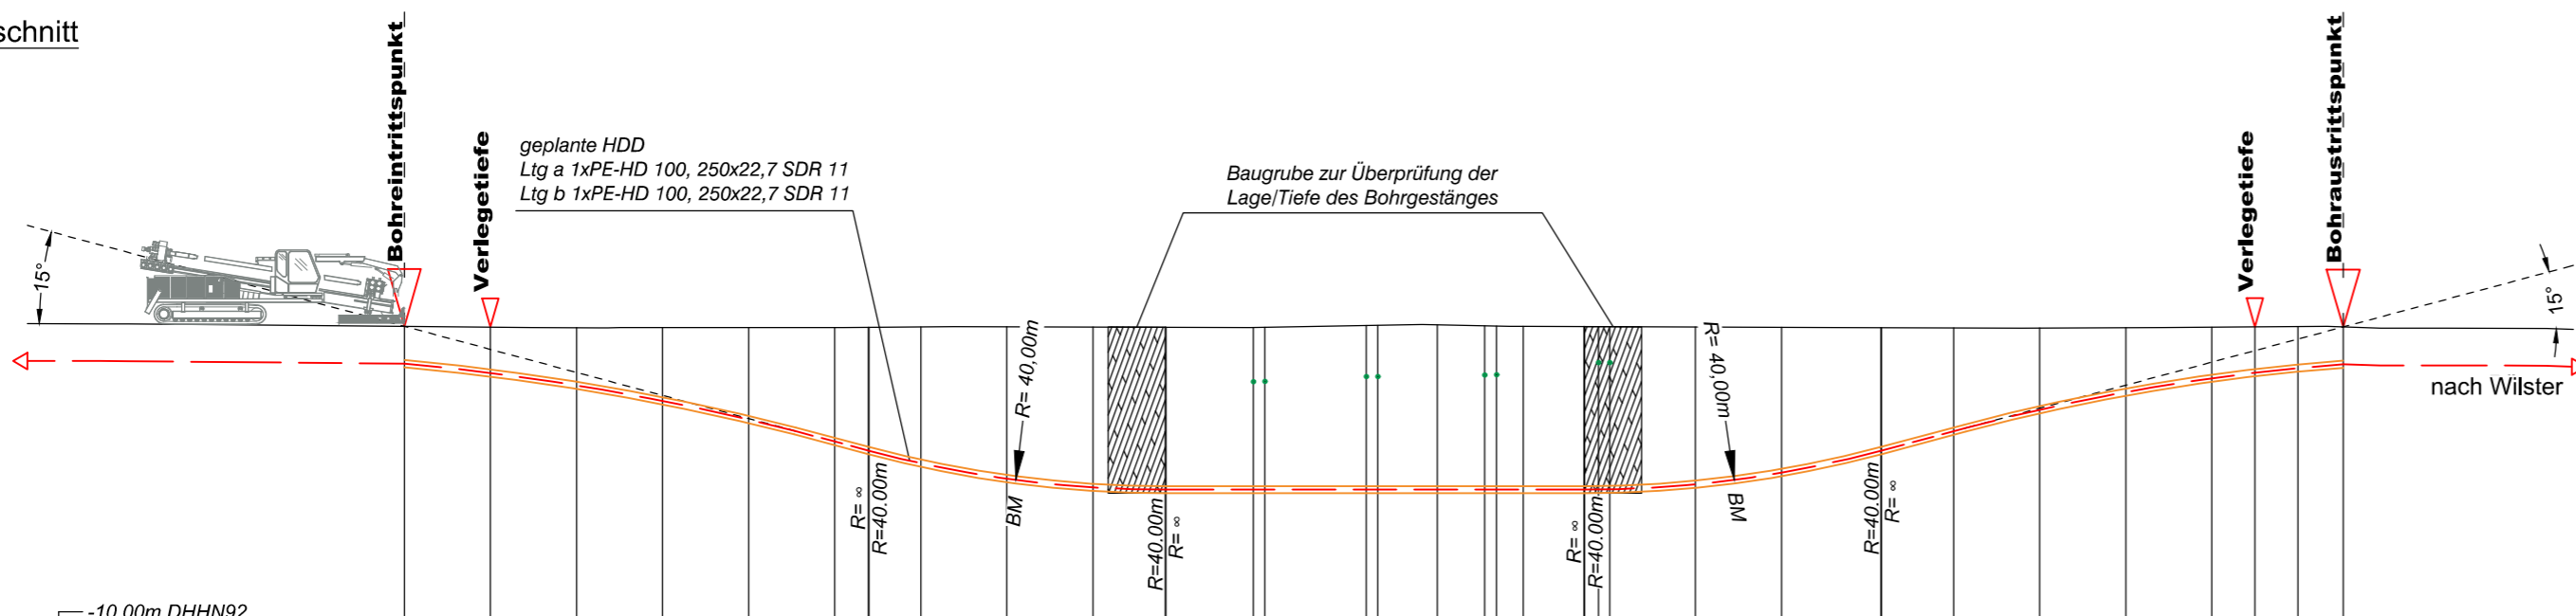 schnitt
Bohreintrittspunkt
Verlegetiefe
geplante HDD
Ltg a 1xPE-HD 100, 250x22,7 SDR 11
Ltg b 1xPE-HD 100, 250x22,7 SDR 11
Baugrube zur Überprüfung der
Lage/Tiefe des Bohrgestänges
Verlegetiefe
Bohraustrittspunkt
15°
15°
R= 40,00m
BM
R= 40,00m
BM
nach Wilster
R= ∞
R=40.00m
R=40.00m
R= ∞
R= ∞
R=40.00m
R=40.00m
R= ∞
-10.00m DHHN92